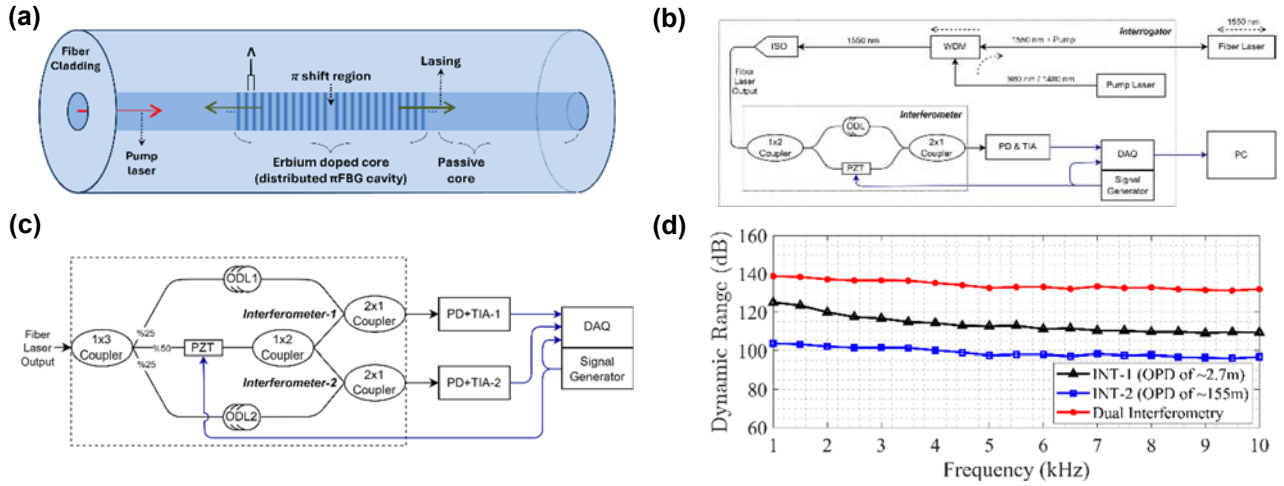 (a)
Fiber
Cladding
Λ
π shift region
Lasing
Pump
laser
Erbium doped core
(distributed πFBG cavity)
Passive
core
(b)
1550 nm
Interrogator
ISO
1550 nm
WDM
1550 nm + Pump
Fiber Laser
Fiber
Laser
Output
980 nm / 1480 nm
Pump Laser
Interferometer
1x2
Coupler
ODL
PZT
2x1
Coupler
PD & TIA
DAQ
Signal
Generator
PC
(c)
Fiber
Laser
Output
1x3
Coupler
%25
%50
%25
ODL1
PZT
ODL2
Interferometer-1
1x2
Coupler
Interferometer-2
2x1
Coupler
2x1
Coupler
PD+TIA-1
PD+TIA-2
DAQ
Signal
Generator
(d)
Dynamic Range (dB)
160
140
120
100
80
60
INT-1 (OPD of ~2.7m)
INT-2 (OPD of ~155m)
Dual Interferometry
1 2 3 4 5 6 7 8 9 10
Frequency (kHz)